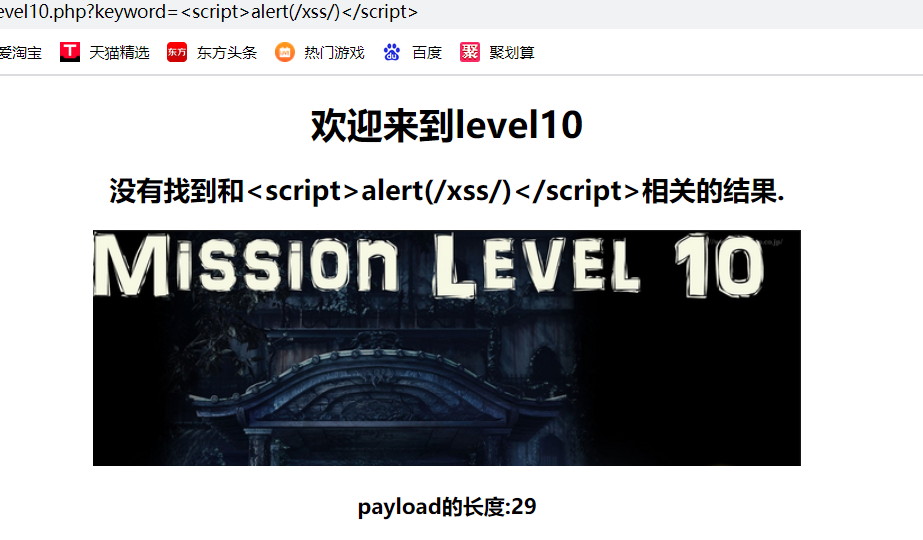 evel10.php?keyword=<script>alert(/xss/)</script>
爱淘宝 T 天猫精选 东方 东方头条 热门游戏 百度 聚 聚划算
欢迎来到level10
没有找到和<script>alert(/xss/)</script>相关的结果.
MISSION LEVEL 10
payload的长度:29